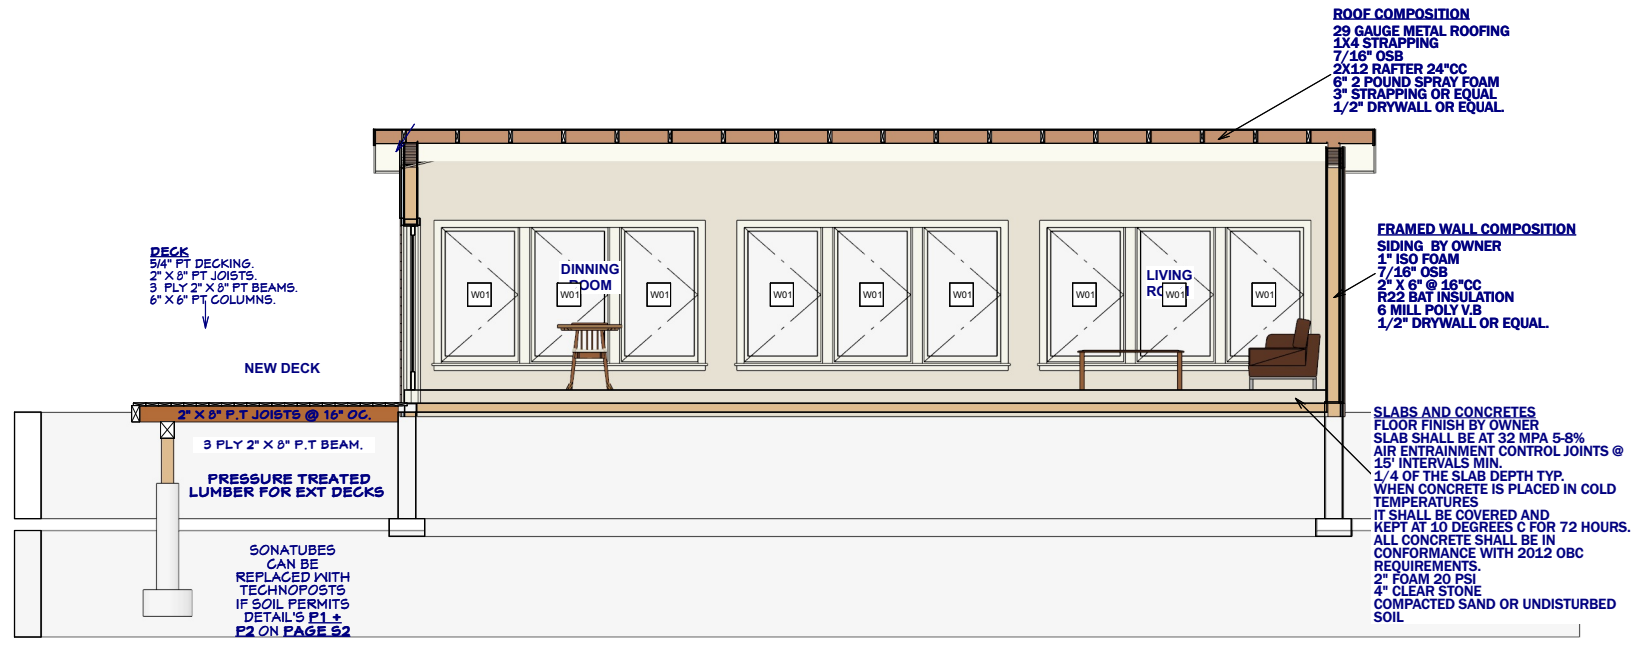 ROOF COMPOSITION
29 GAUGE METAL ROOFING
1X4 STRAPPING
7/16" OSB
2X12 RAFTER 24"CC
6" 2 POUND SPRAY FOAM
3" STRAPPING OR EQUAL
1/2" DRYWALL OR EQUAL.
FRAMED WALL COMPOSITION
SIDING BY OWNER
1" ISO FOAM
7/16" OSB
2" X 6" @ 16"CC
R22 BAT INSULATION
6 MILL POLY V.B
1/2" DRYWALL OR EQUAL.
DECK
5/4" PT DECKING.
2" X 8" PT JOISTS.
3 PLY 2" X 8" PT BEAMS.
6" X 6" PT COLUMNS.
DINNING
ROOM
LIVING
W01
W01
W01
W01
W01
W01
W01
W01
W01
NEW DECK
2" X 8" P.T JOISTS @ 16" OC.
3 PLY 2" X 8" P.T BEAM.
PRESSURE TREATED
LUMBER FOR EXT DECKS
SONATUBES
CAN BE
REPLACED WITH
TECHNOPOSTS
IF SOIL PERMITS
DETAIL'S P1 +
P2 ON PAGE S2
SLABS AND CONCRETES
FLOOR FINISH BY OWNER
SLAB SHALL BE AT 32 MPA 5-8%
AIR ENTRAINMENT CONTROL JOINTS @
15' INTERVALS MIN.
1/4 OF THE SLAB DEPTH TYP.
WHEN CONCRETE IS PLACED IN COLD
TEMPERATURES
IT SHALL BE COVERED AND
KEPT AT 10 DEGREES C FOR 72 HOURS.
ALL CONCRETE SHALL BE IN
CONFORMANCE WITH 2012 OBC
REQUIREMENTS.
2" FOAM 20 PSI
4" CLEAR STONE
COMPACTED SAND OR UNDISTURBED
SOIL